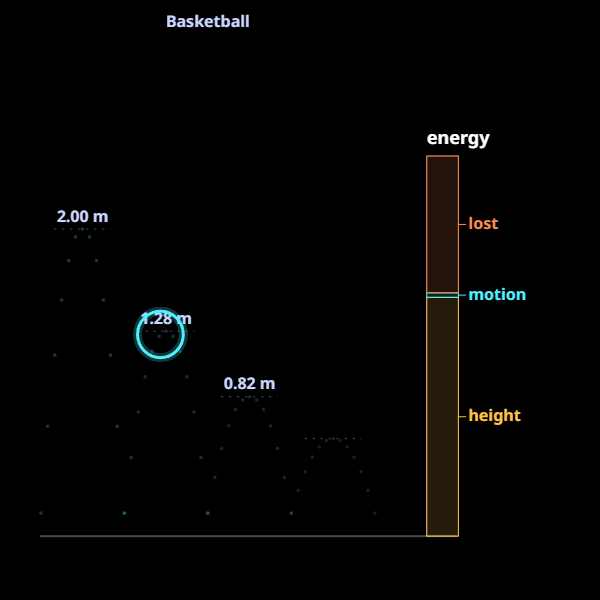 Basketball
energy
2.00 m
lost
motion
1.28 m
0.82 m
height